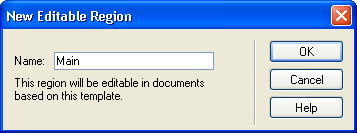 New Editable Region
Name: Main
OK
This region will be editable in documents
based on this template.
Cancel
Help